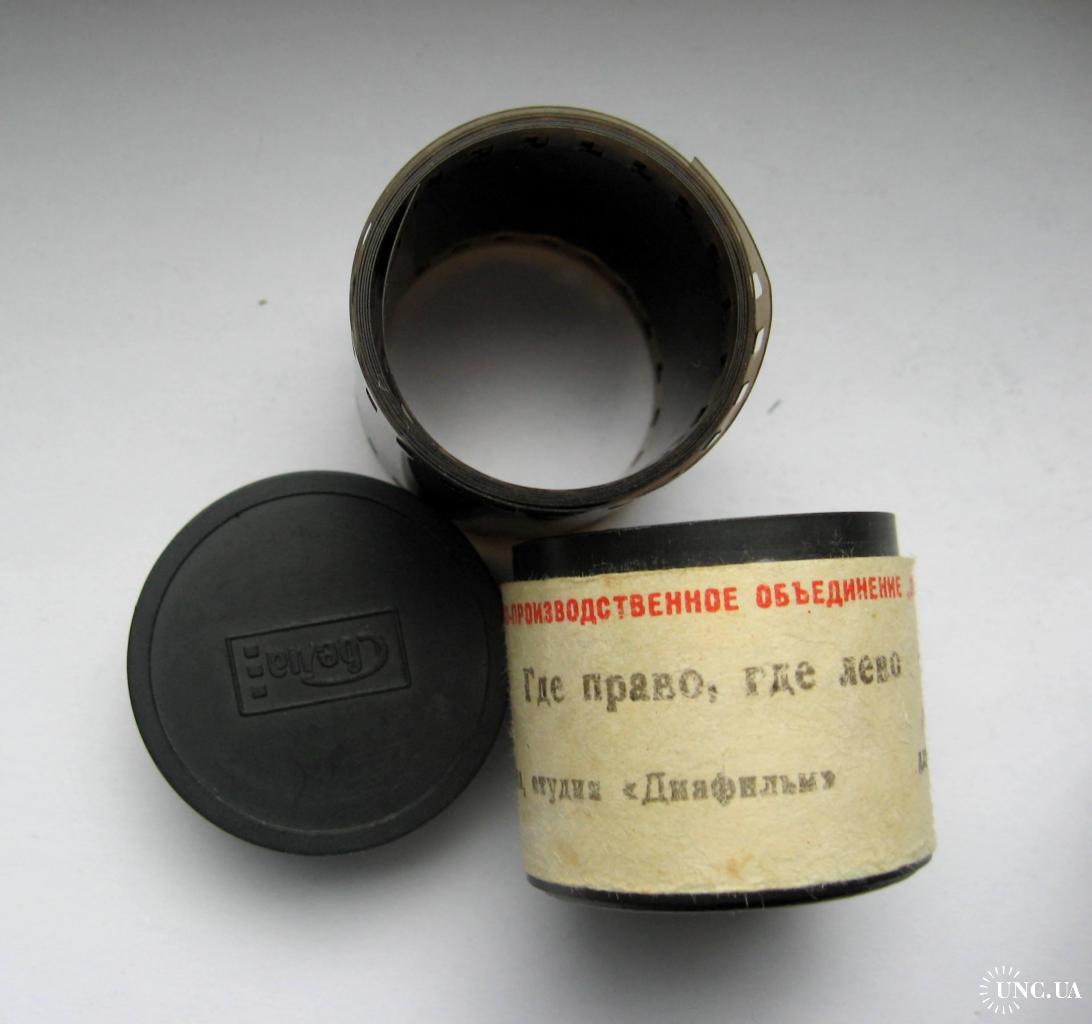 Свема
-ПРОИЗВОДСТВЕННОЕ ОБЪЕДИНЕНИЕ
Где право, где лево
студия «Диафильм»
UNC.UA